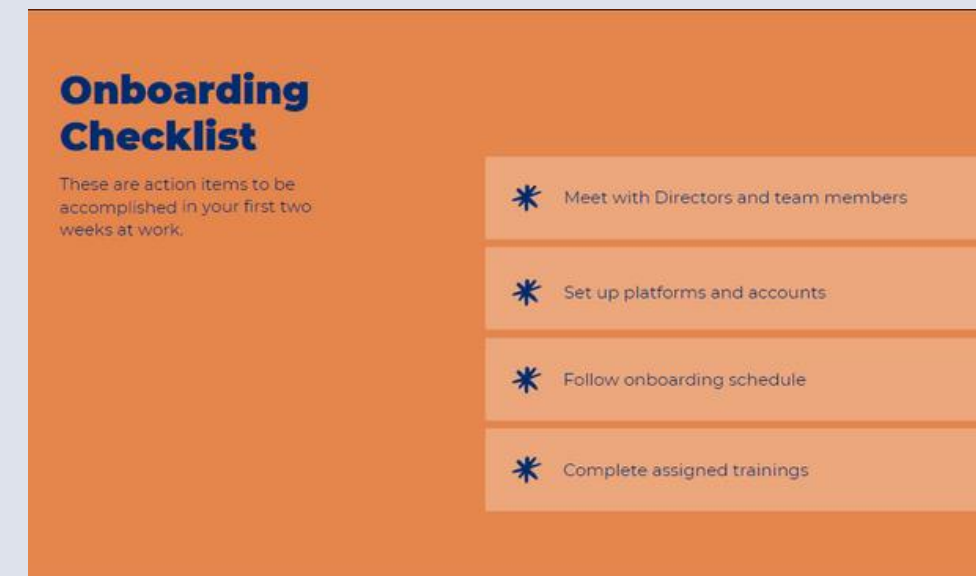 Onboarding
Checklist
These are action items to be
accomplished in your first two
weeks at work.
Meet with Directors and team members
Set up platforms and accounts
Follow onboarding schedule
Complete assigned trainings